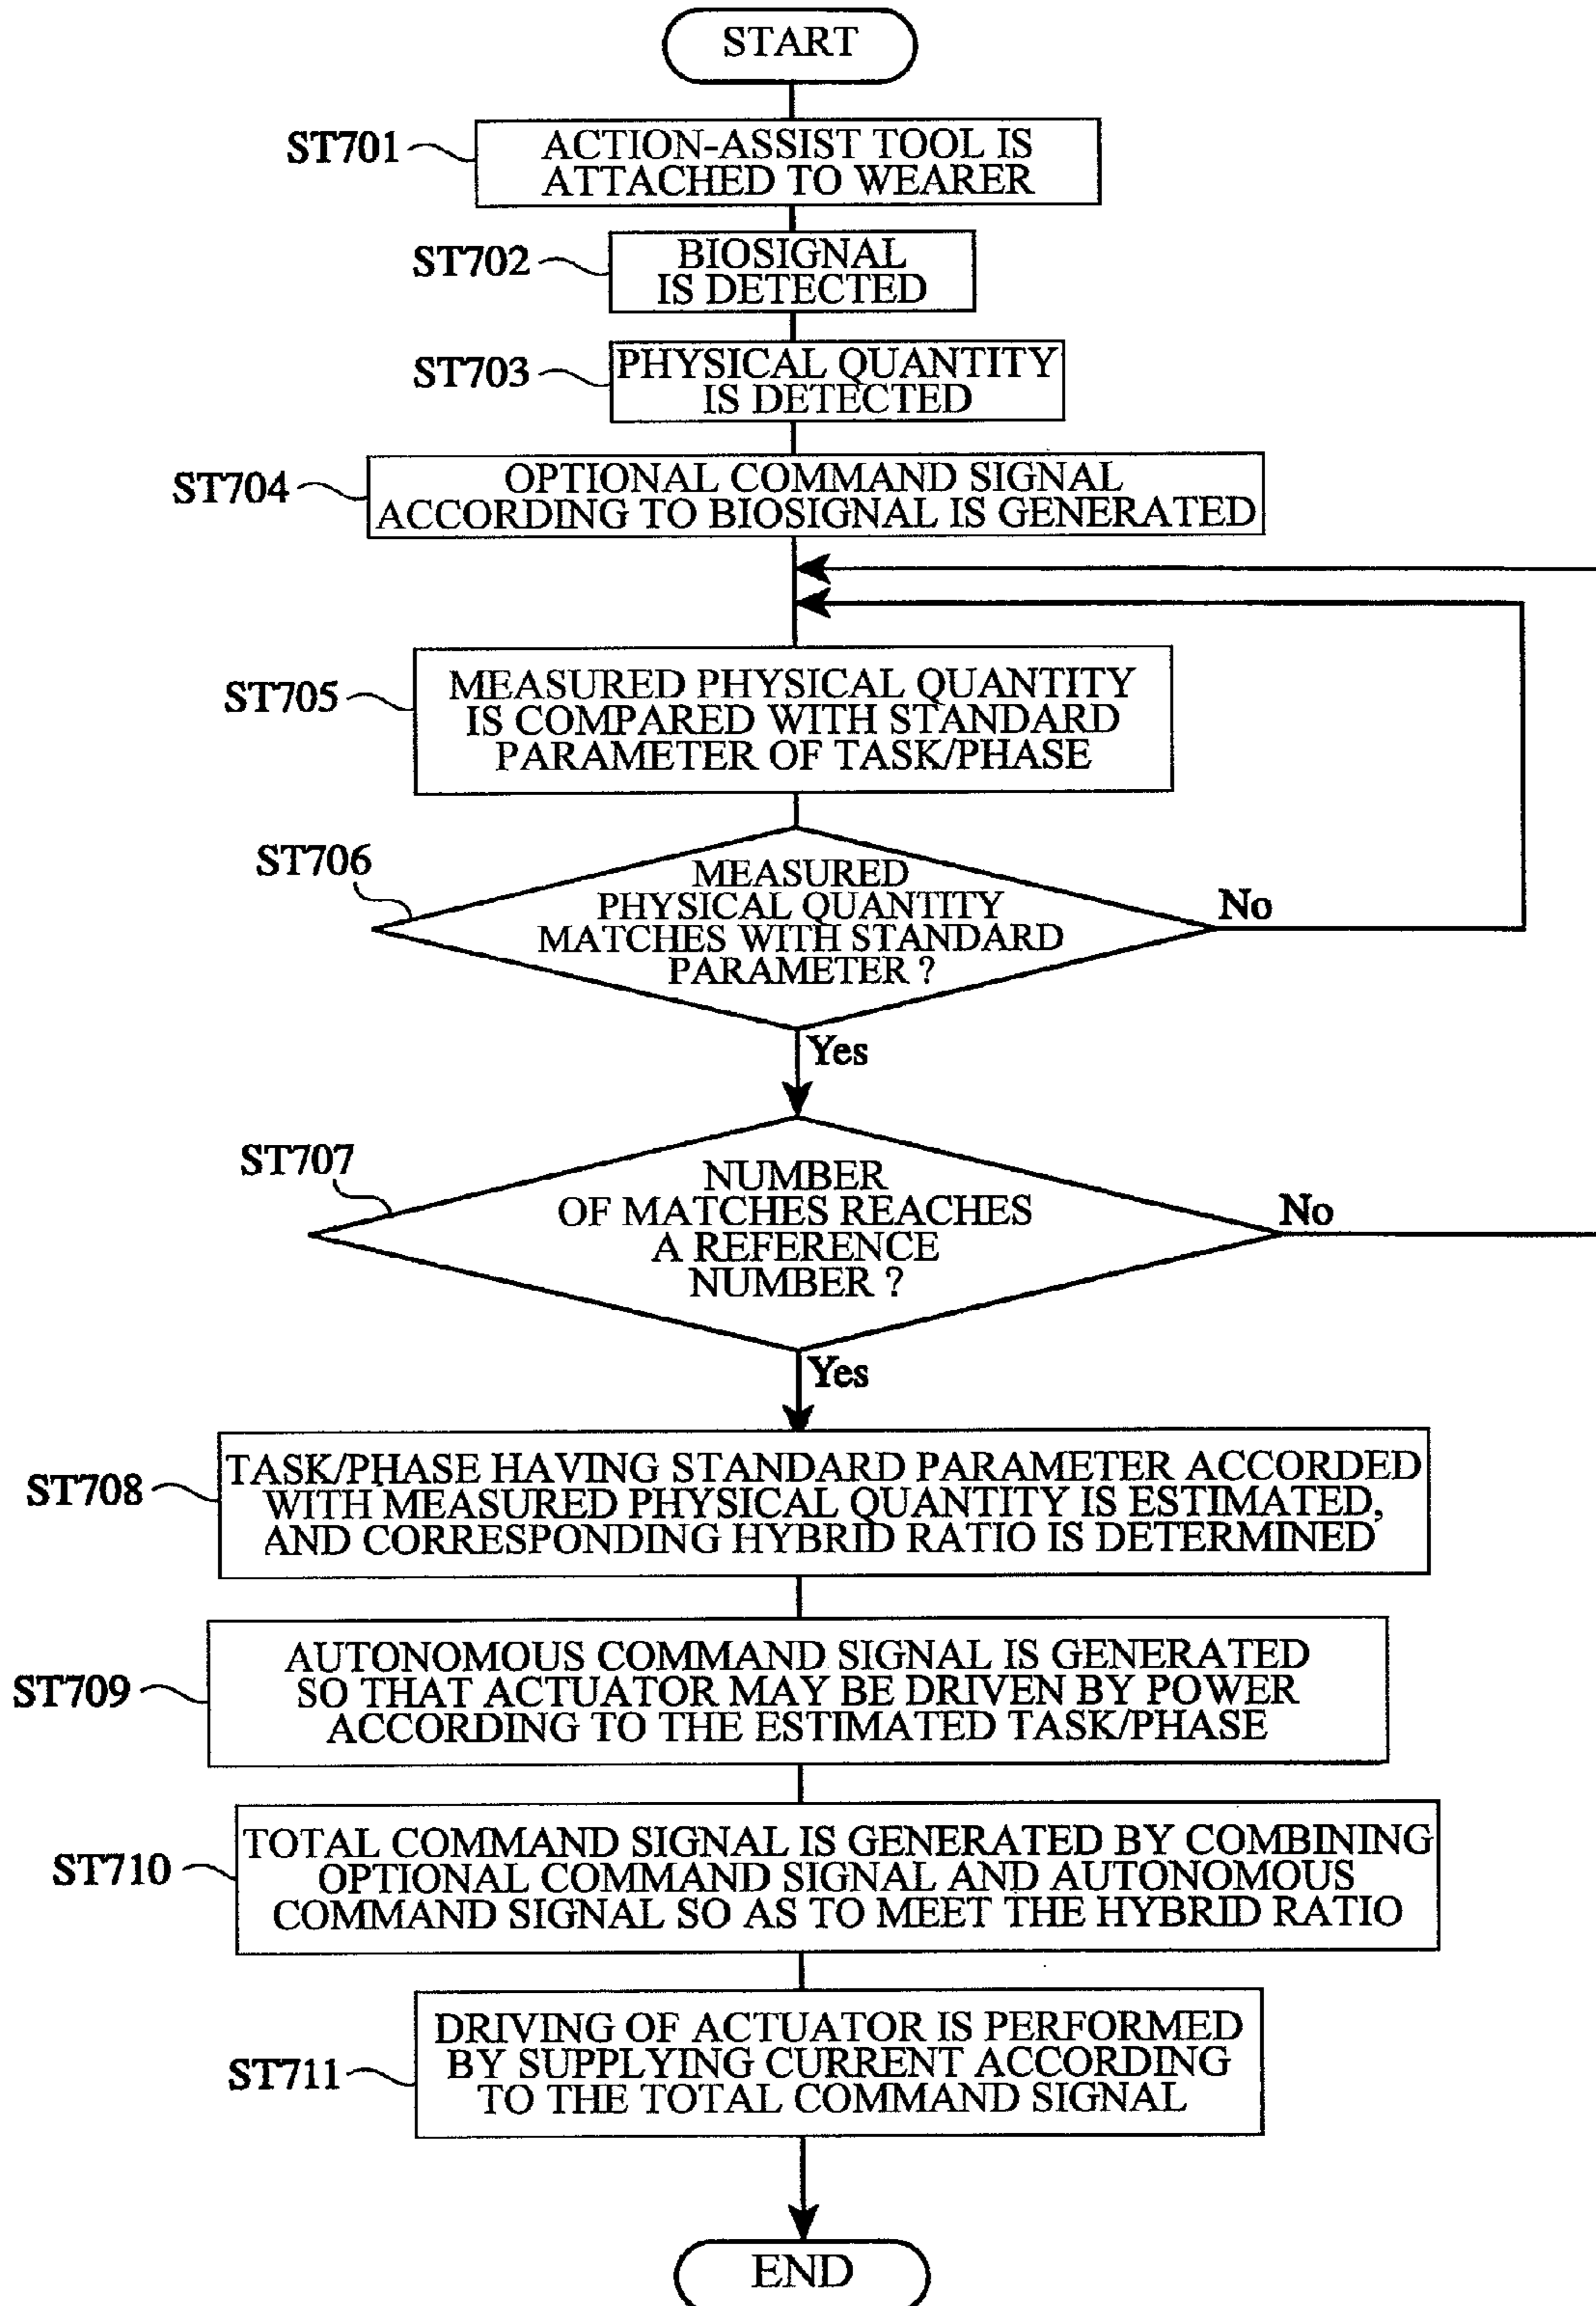 START
ST701
ACTION-ASSIST TOOL IS
ATTACHED TO WEARER
ST702
BIOSIGNAL
IS DETECTED
ST703
PHYSICAL QUANTITY
IS DETECTED
ST704
OPTIONAL COMMAND SIGNAL
ACCORDING TO BIOSIGNAL IS GENERATED
ST705
MEASURED PHYSICAL QUANTITY
IS COMPARED WITH STANDARD
PARAMETER OF TASK/PHASE
ST706
MEASURED
PHYSICAL QUANTITY
MATCHES WITH STANDARD
PARAMETER ?
No
Yes
ST707
NUMBER
OF MATCHES REACHES
A REFERENCE
NUMBER ?
No
Yes
ST708
TASK/PHASE HAVING STANDARD PARAMETER ACCORDED
WITH MEASURED PHYSICAL QUANTITY IS ESTIMATED,
AND CORRESPONDING HYBRID RATIO IS DETERMINED
ST709
AUTONOMOUS COMMAND SIGNAL IS GENERATED
SO THAT ACTUATOR MAY BE DRIVEN BY POWER
ACCORDING TO THE ESTIMATED TASK/PHASE
ST710
TOTAL COMMAND SIGNAL IS GENERATED BY COMBINING
OPTIONAL COMMAND SIGNAL AND AUTONOMOUS
COMMAND SIGNAL SO AS TO MEET THE HYBRID RATIO
ST711
DRIVING OF ACTUATOR IS PERFORMED
BY SUPPLYING CURRENT ACCORDING
TO THE TOTAL COMMAND SIGNAL
END